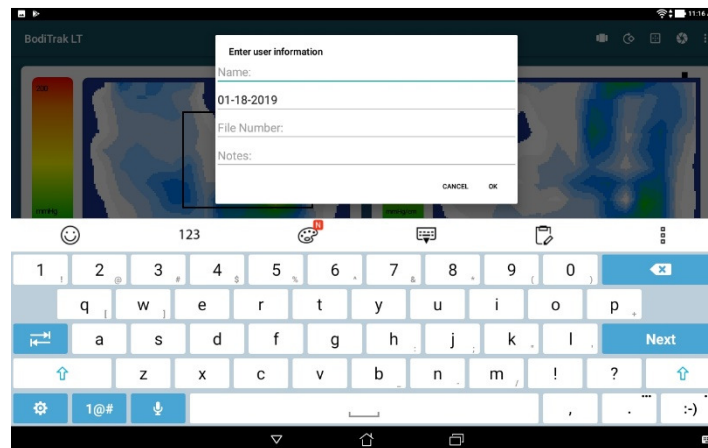 11:16
BodiTrak LT
Enter user information
Name:
01-18-2019
File Number:
Notes:
CANCEL OK
200
mmHg
N
123
1 ! 2 @ 3 # 4 $ 5 % 6 ^ 7 & 8 * 9 ( 0 )
q [ w ] e r t y u i o p +
a s d f g h : j ; k l , Next
z x c v b _ n - m / ! ?
1@# , . ... :-)